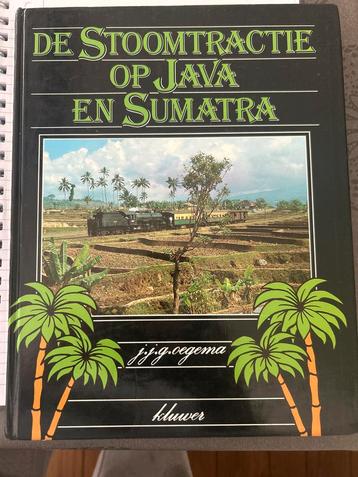 DE STOOMTRACTIE
OP JAVA
EN SUMATRA
j.j.g.oegema
kluwer